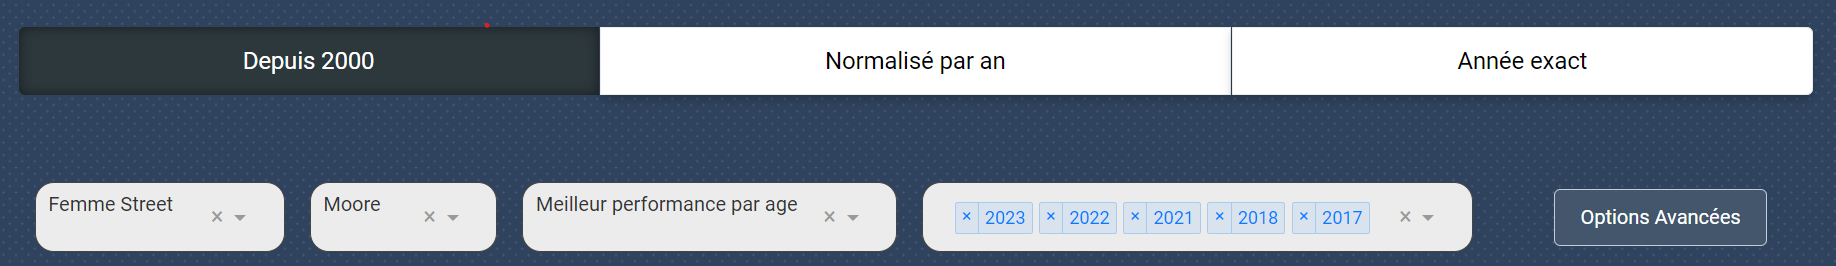 Depuis 2000
Normalisé par an
Année exact
Femme Street
Moore
Meilleur performance par age
× 2023 × 2022 × 2021 × 2018 × 2017
Options Avancées